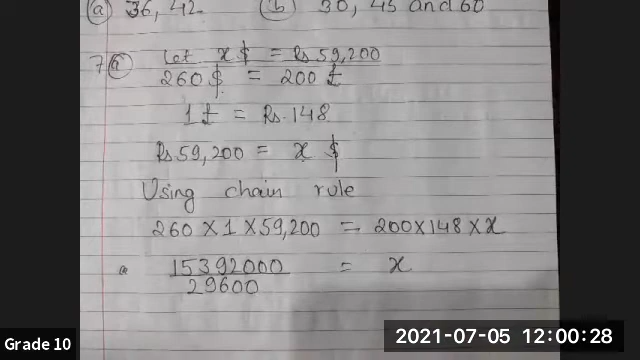 (a) 36, 42 (b) 30, 45 and 60
7(a) Let x $ = Rs 59,200
260 $ = 200 £
1 £ = Rs. 148
Rs 59,200 = x $
Using chain rule
260 × 1 × 59,200 = 200 × 148 × x
15392000 / 29600 = x
Grade 10
2021-07-05 12:00:28